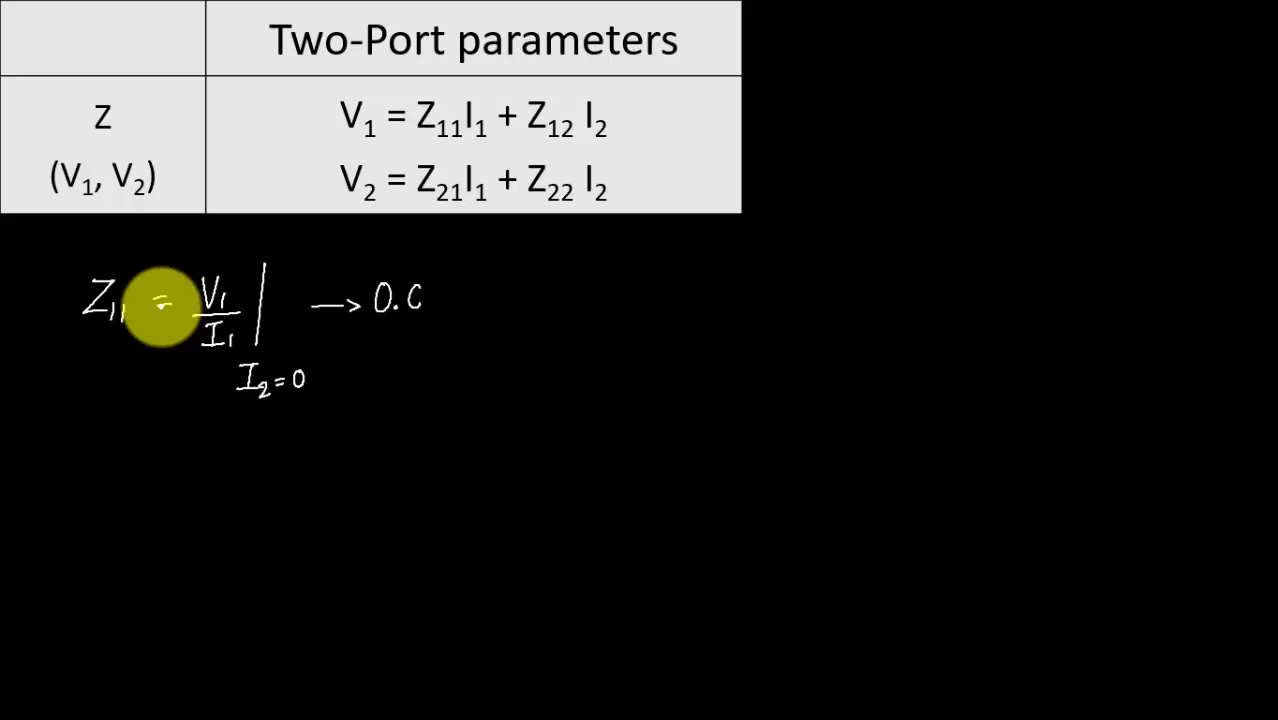 Two-Port parameters
Z
(V₁, V₂)
V₁ = Z₁₁I₁ + Z₁₂ I₂
V₂ = Z₂₁I₁ + Z₂₂ I₂
Z₁₁ = V₁/I₁ | I₂=0 → O.C